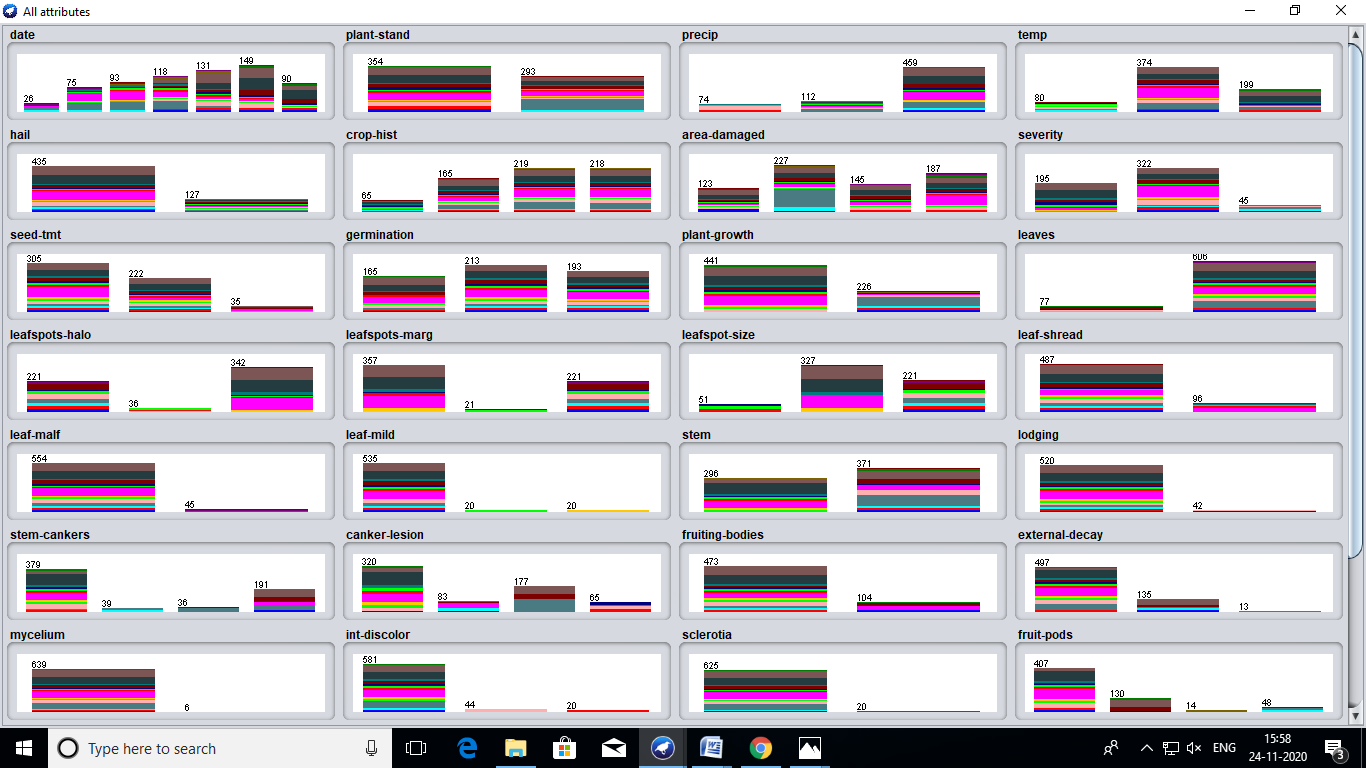 All attributes
date plant-stand precip temp
26 75 93 118 131 149 90
354 293
74 112 459
80 374 199
hail crop-hist area-damaged severity
435 127
65 165 219 218
123 227 145 187
195 322 45
seed-tmt germination plant-growth leaves
305 222 35
165 213 193
441 226
77 606
leafspots-halo leafspots-marg leafspot-size leaf-shread
221 36 342
357 21 221
51 327 221
487 96
leaf-malf leaf-mild stem lodging
554 45
535 20 20
296 371
520 42
stem-cankers canker-lesion fruiting-bodies external-decay
379 39 36 191
320 83 177 65
473 104
497 135 13
mycelium int-discolor sclerotia fruit-pods
639 6
581 44 20
625 20
407 130 14 48
Type here to search
ENG
15:58
24-11-2020
3